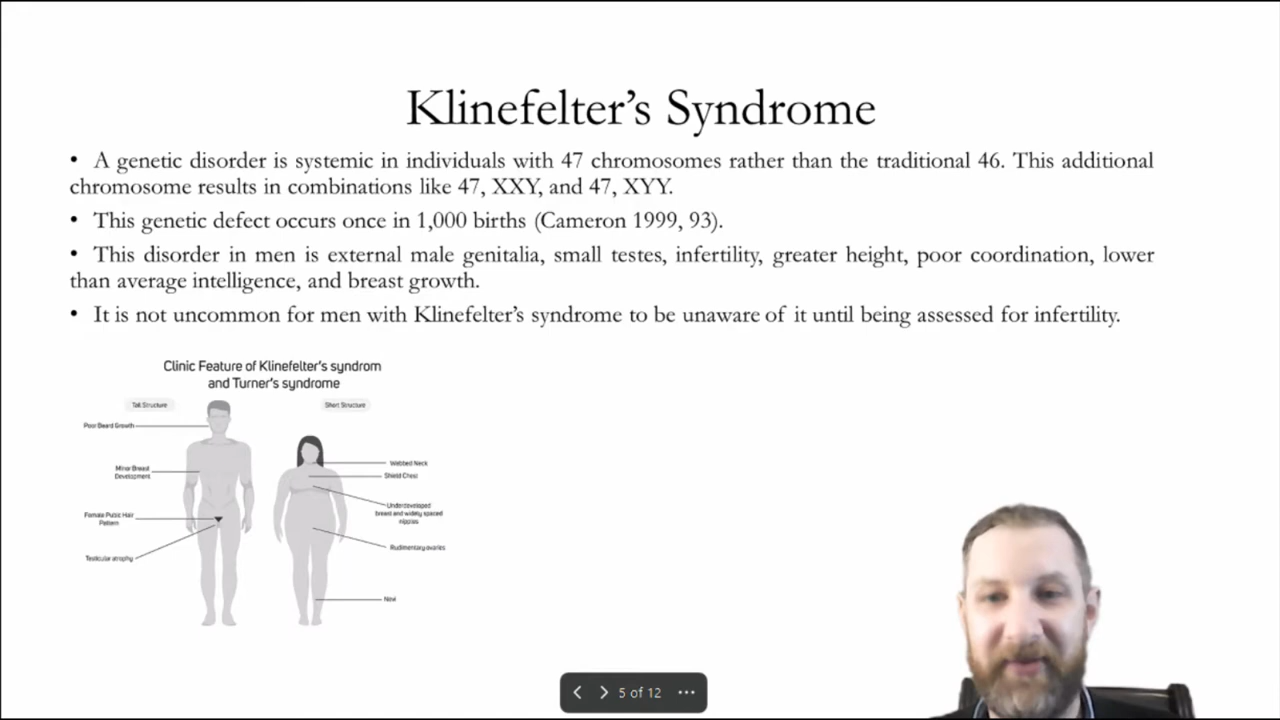 Klinefelter’s Syndrome
• A genetic disorder is systemic in individuals with 47 chromosomes rather than the traditional 46. This additional
chromosome results in combinations like 47, XXY, and 47, XYY.
• This genetic defect occurs once in 1,000 births (Cameron 1999, 93).
• This disorder in men is external male genitalia, small testes, infertility, greater height, poor coordination, lower
than average intelligence, and breast growth.
• It is not uncommon for men with Klinefelter’s syndrome to be unaware of it until being assessed for infertility.
Clinic Feature of Klinefelter’s syndrom
and Turner’s syndrome
Tall Structure
Short Structure
Poor Beard Growth
Minor Breast
Development
Female Pubic Hair
Pattern
Testicular atrophy
Webbed Neck
Shield Chest
Underdeveloped
breast and widely spaced
nipples
Rudimentary ovaries
Nevi
5 of 12